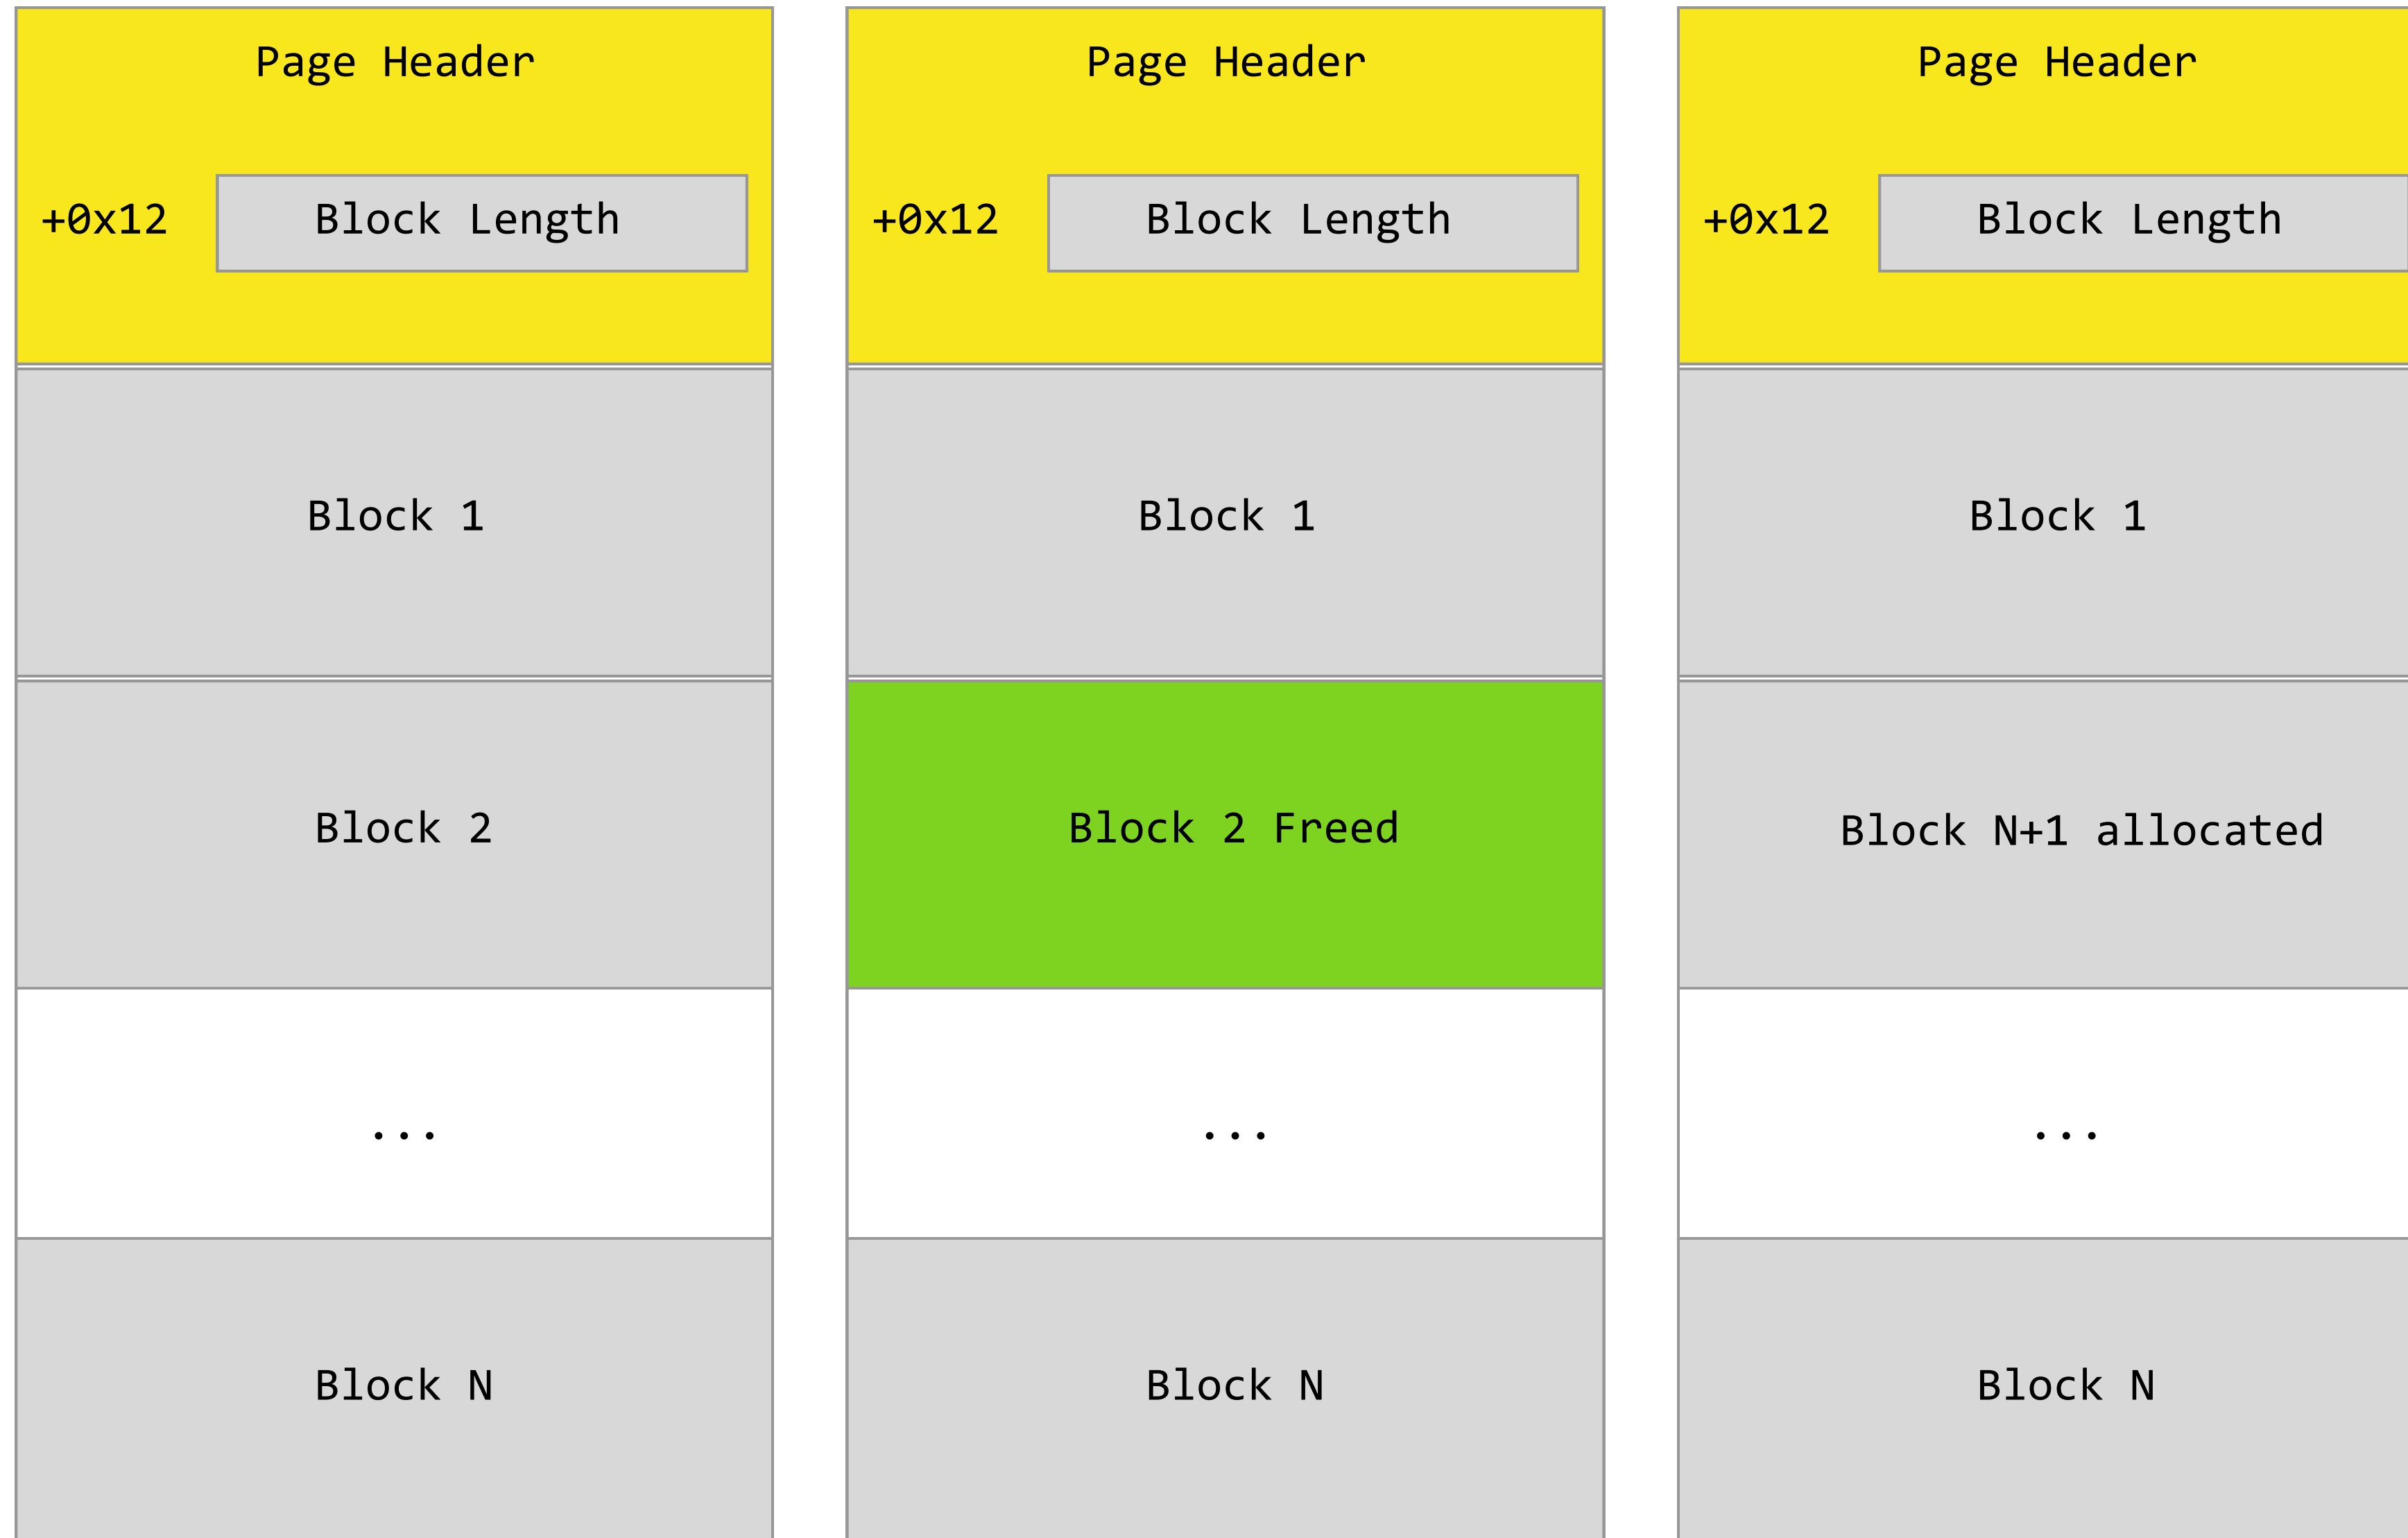 Page Header
+0x12 Block Length
Block 1
Block 2
...
Block N
Page Header
+0x12 Block Length
Block 1
Block 2 Freed
...
Block N
Page Header
+0x12 Block Length
Block 1
Block N+1 allocated
...
Block N